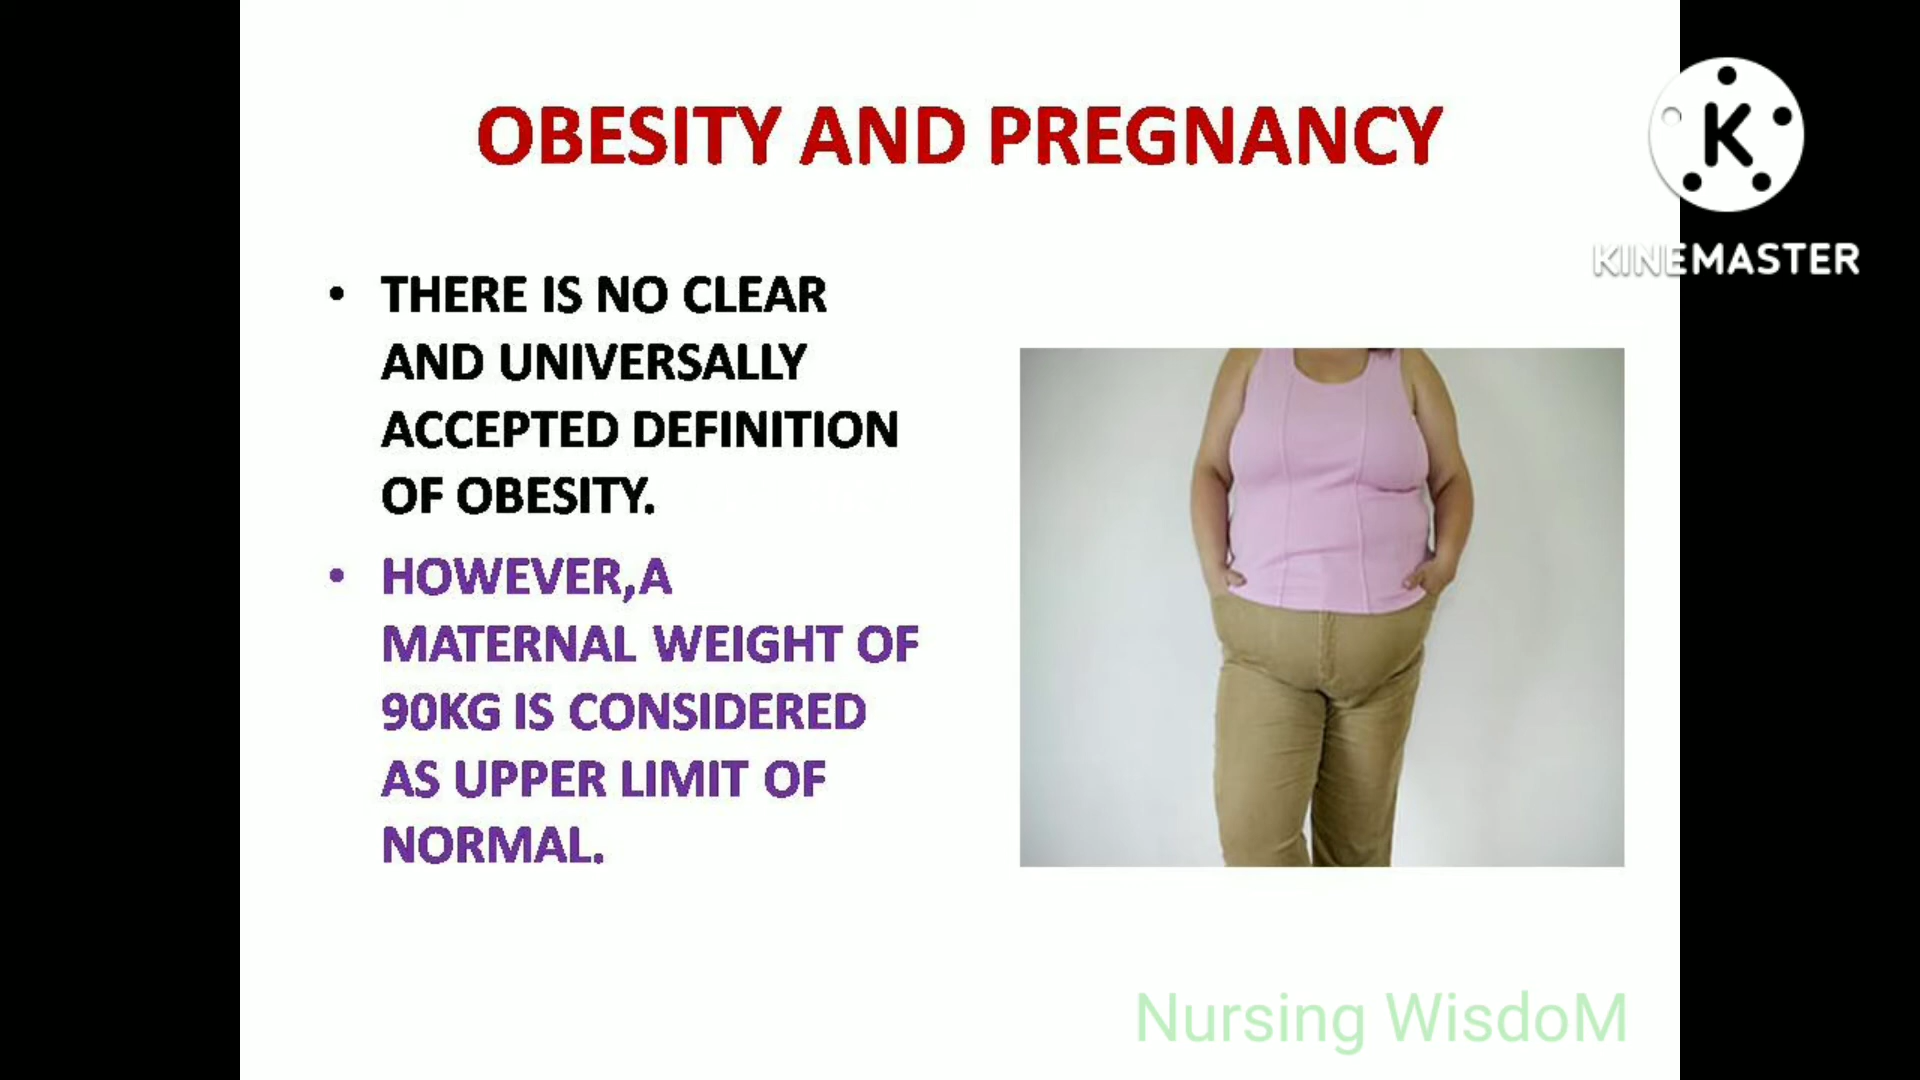 OBESITY AND PREGNANCY
K
KINEMASTER
• THERE IS NO CLEAR
AND UNIVERSALLY
ACCEPTED DEFINITION
OF OBESITY.
• HOWEVER,A
MATERNAL WEIGHT OF
90KG IS CONSIDERED
AS UPPER LIMIT OF
NORMAL.
Nursing WisdoM